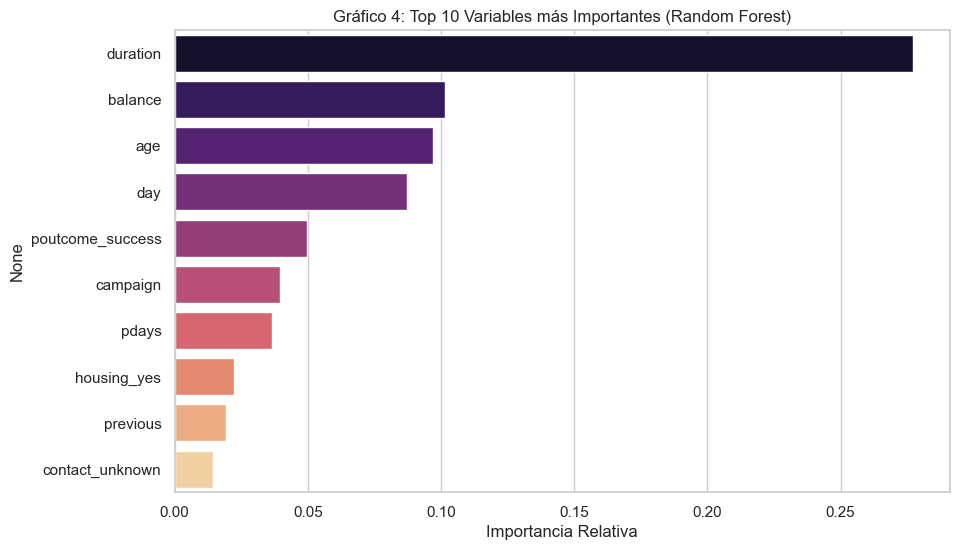 Gráfico 4: Top 10 Variables más Importantes (Random Forest)
duration
balance
age
day
poutcome_success
campaign
pdays
housing_yes
previous
contact_unknown
None
0.00 0.05 0.10 0.15 0.20 0.25
Importancia Relativa